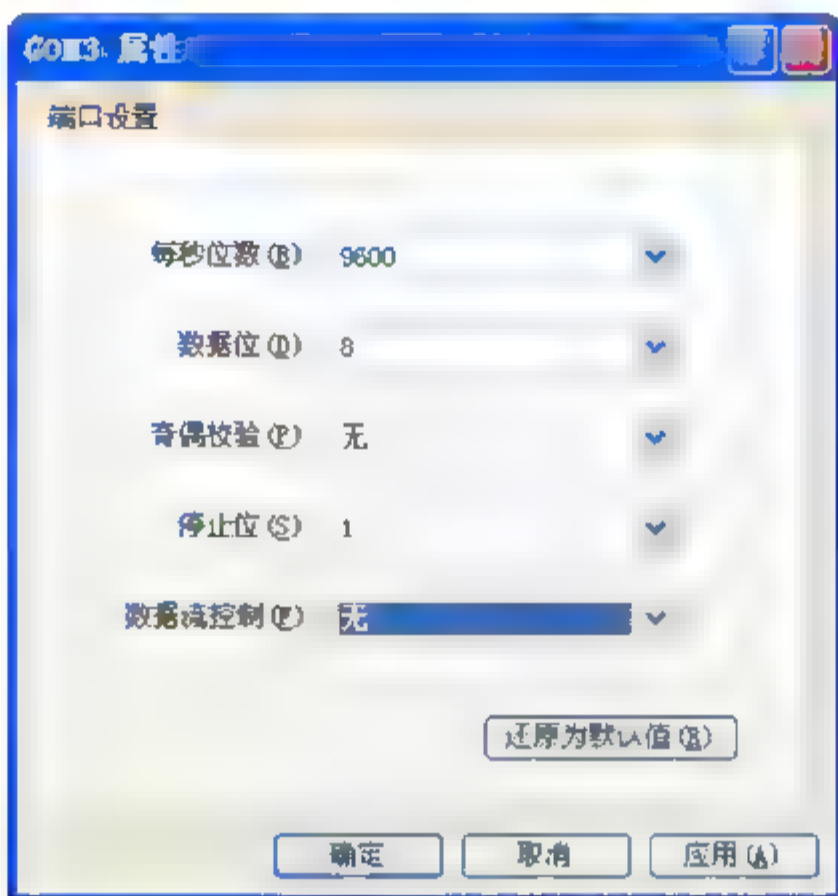 COM3 属性
端口设置
每秒位数(B) 9600
数据位(D) 8
奇偶校验(P) 无
停止位(S) 1
数据流控制(F) 无
还原为默认值(R)
确定 取消 应用(A)